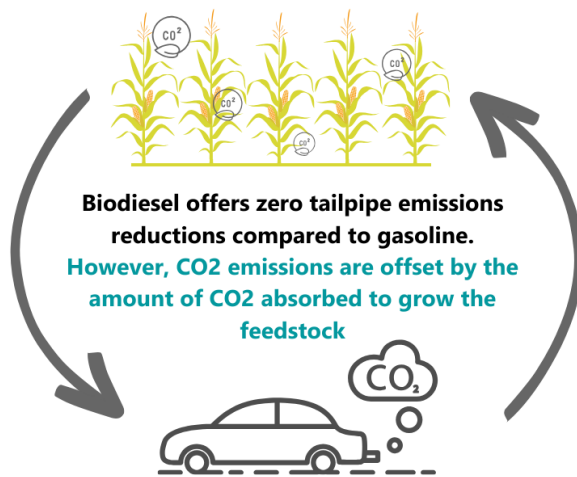 CO²
CO²
CO²
CO²
Biodiesel offers zero tailpipe emissions
reductions compared to gasoline.
However, CO2 emissions are offset by the
amount of CO2 absorbed to grow the
feedstock
CO₂